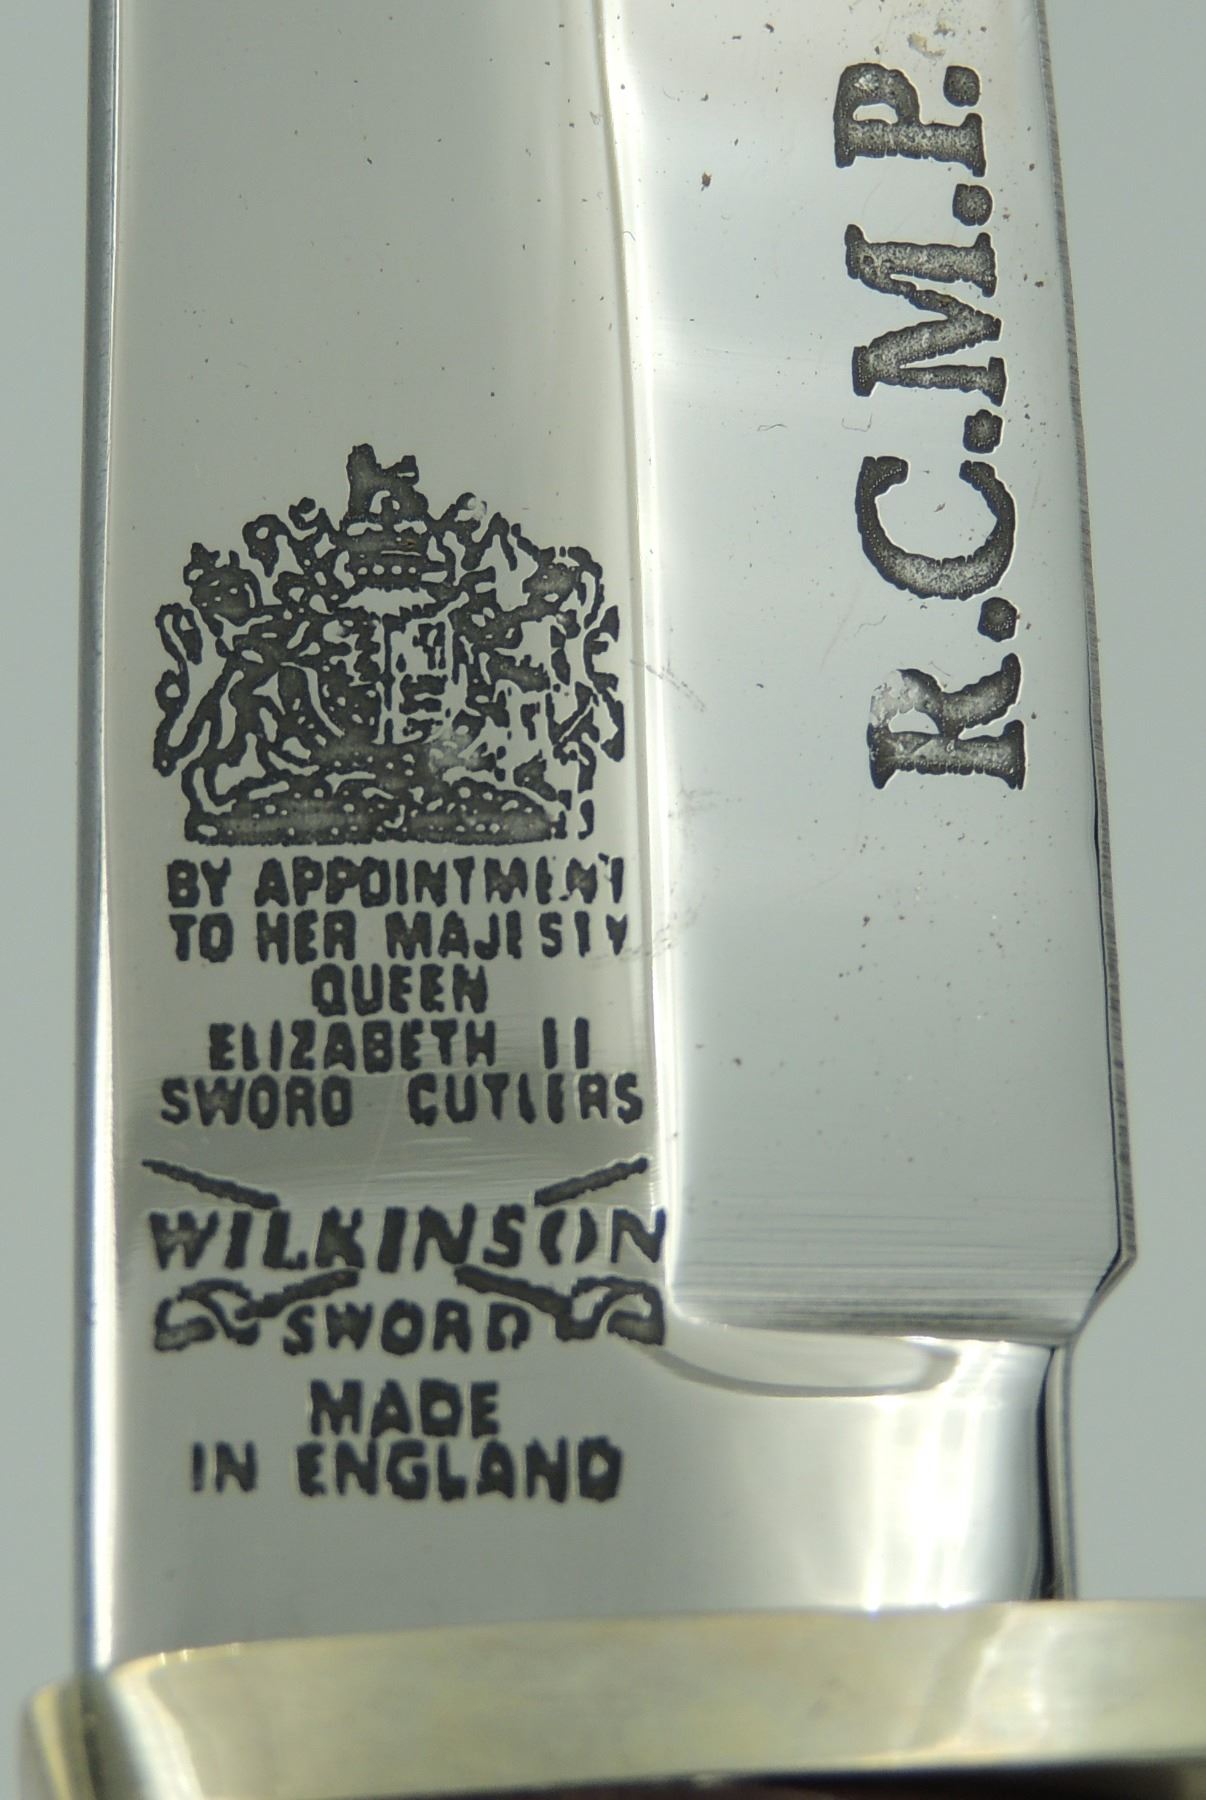 R.C.M.P.
BY APPOINTMENT
TO HER MAJESTY
QUEEN
ELIZABETH II
SWORD CUTLERS
WILKINSON
SWORD
MADE
IN ENGLAND